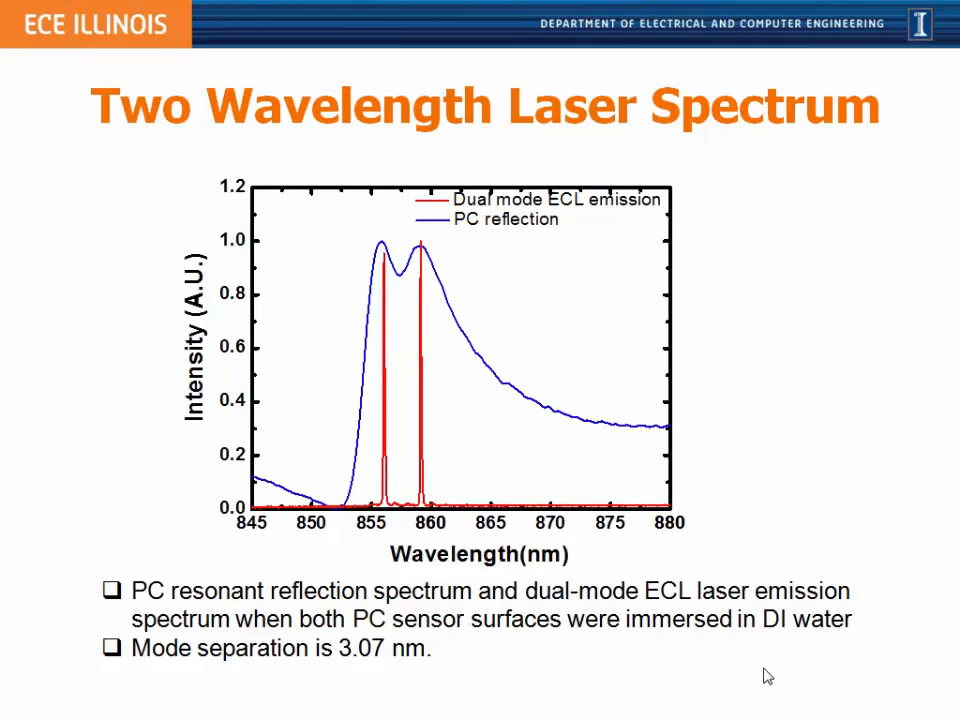 ECE ILLINOIS
DEPARTMENT OF ELECTRICAL AND COMPUTER ENGINEERING
I
Two Wavelength Laser Spectrum
Dual mode ECL emission
PC reflection
1.2
1.0
0.8
0.6
0.4
0.2
0.0
Intensity (A.U.)
845 850 855 860 865 870 875 880
Wavelength(nm)
❑ PC resonant reflection spectrum and dual-mode ECL laser emission
spectrum when both PC sensor surfaces were immersed in DI water
❑ Mode separation is 3.07 nm.